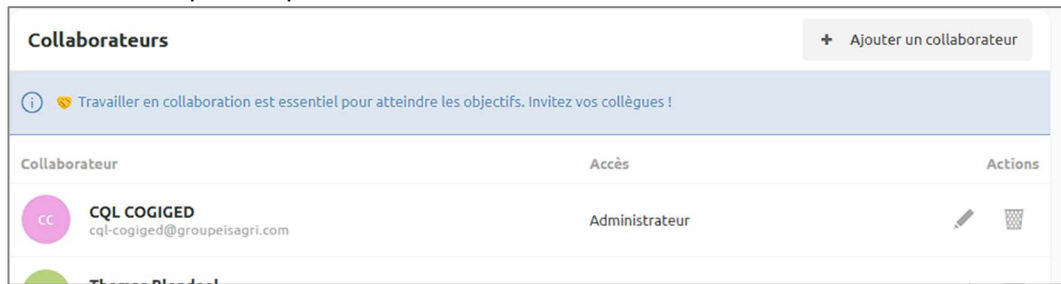 Collaborateurs
+ Ajouter un collaborateur
Travailler en collaboration est essentiel pour atteindre les objectifs. Invitez vos collègues !
Collaborateur Accès Actions
CC
CQL COGIGED
cql-cogiged@groupeisagri.com
Administrateur